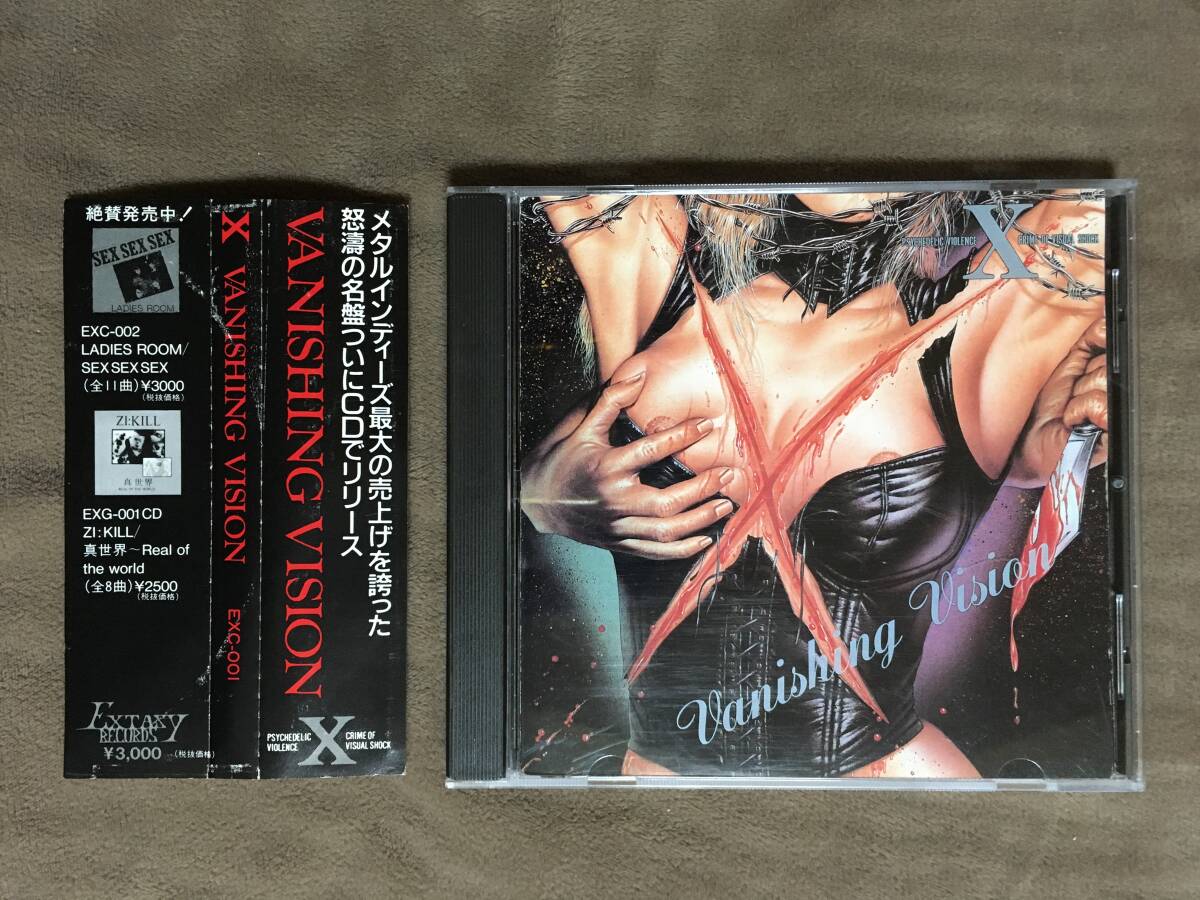 絶賛発売中!
SEX SEX SEX
LADIES ROOM
EXC-002
LADIES ROOM/
SEX SEX SEX
(全11曲)¥3000
(税抜価格)
ZI:KILL
真世界
REAL OF THE WORLD
EXG-001CD
ZI:KILL/
真世界~Real of
the world
(全8曲)¥2500
(税抜価格)
EXTASY
RECORDS
¥3,000 (税抜価格)
X VANISHING VISION EXC-001
メタルインディーズ最大の売上げを誇った
怒濤の名盤ついにCDでリリース
VANISHING VISION
PSYCHEDELIC
VIOLENCE
X
CRIME OF
VISUAL SHOCK
PSYCHEDELIC VIOLENCE
X
CRIME OF VISUAL SHOCK
Vanishing Vision